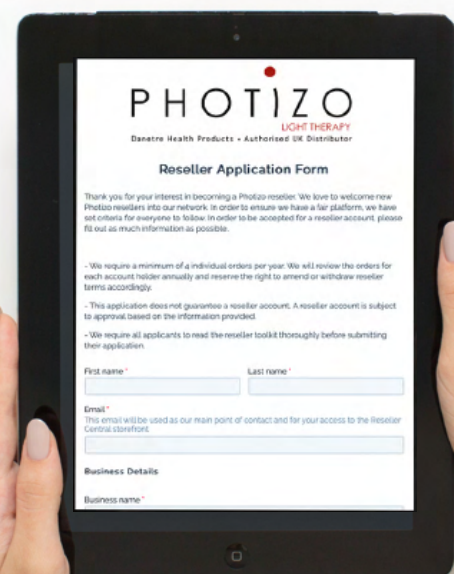 PHOTIZO
LIGHT THERAPY
Danetre Health Products • Authorised UK Distributor
Reseller Application Form
Thank you for your interest in becoming a Photizo reseller. We love to welcome new
Photizo resellers into our network. In order to ensure we have a fair platform, we have
set criteria for everyone to follow. In order to be accepted for a reseller account, please
fill out as much information as possible.
- We require a minimum of 4 individual orders per year. We will review the orders for
each account holder annually and reserve the right to amend or withdraw reseller
terms accordingly.
- This application does not guarantee a reseller account. A reseller account is subject
to approval based on the information provided.
- We require all applicants to read the reseller toolkit thoroughly before submitting
their application.
First name *
Last name *
Email *
This email will be used as our main point of contact and for your access to the Reseller
Central storefront
Business Details
Business name *